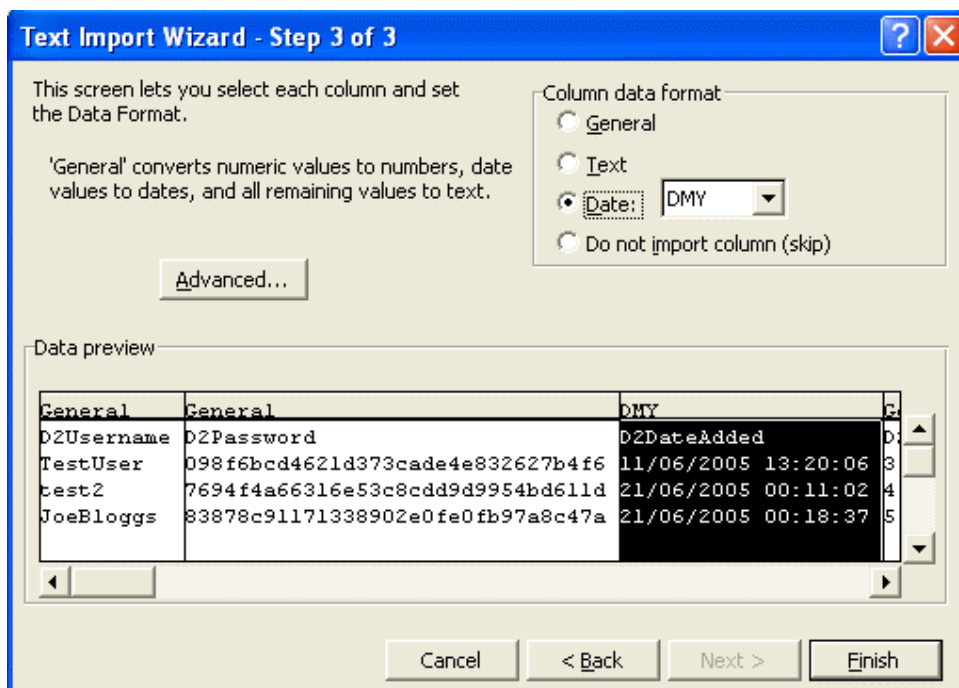 Text Import Wizard - Step 3 of 3
This screen lets you select each column and set
the Data Format.
'General' converts numeric values to numbers, date
values to dates, and all remaining values to text.
Advanced...
Column data format
General
Text
Date: DMY
Do not import column (skip)
Data preview
General General DMY
D2Username D2Password D2DateAdded
TestUser 098f6bcd4621d373cade4e832627b4f6 11/06/2005 13:20:06 3
test2 7694f4a66316e53c8cdd9d9954bd611d 21/06/2005 00:11:02 4
JoeBloggs 83878c91171338902e0fe0fb97a8c47a 21/06/2005 00:18:37 5
Cancel < Back Next > Finish